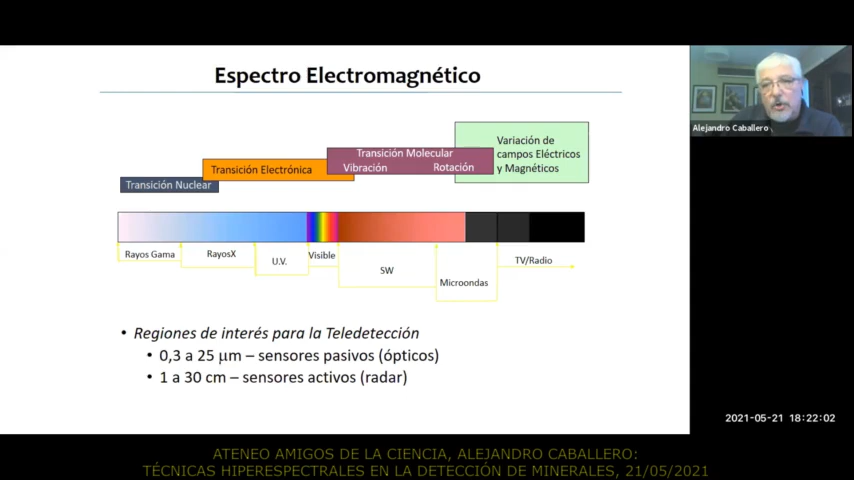 Espectro Electromagnético
Alejandro Caballero
Variación de
campos Eléctricos
y Magnéticos
Transición Molecular
Vibración Rotación
Transición Electrónica
Transición Nuclear
Rayos Gama
RayosX
U.V.
Visible
SW
Microondas
TV/Radio
• Regiones de interés para la Teledetección
• 0,3 a 25 µm – sensores pasivos (ópticos)
• 1 a 30 cm – sensores activos (radar)
2021-05-21 18:22:02
ATENEO AMIGOS DE LA CIENCIA, ALEJANDRO CABALLERO:
TÉCNICAS HIPERESPECTRALES EN LA DETECCIÓN DE MINERALES, 21/05/2021